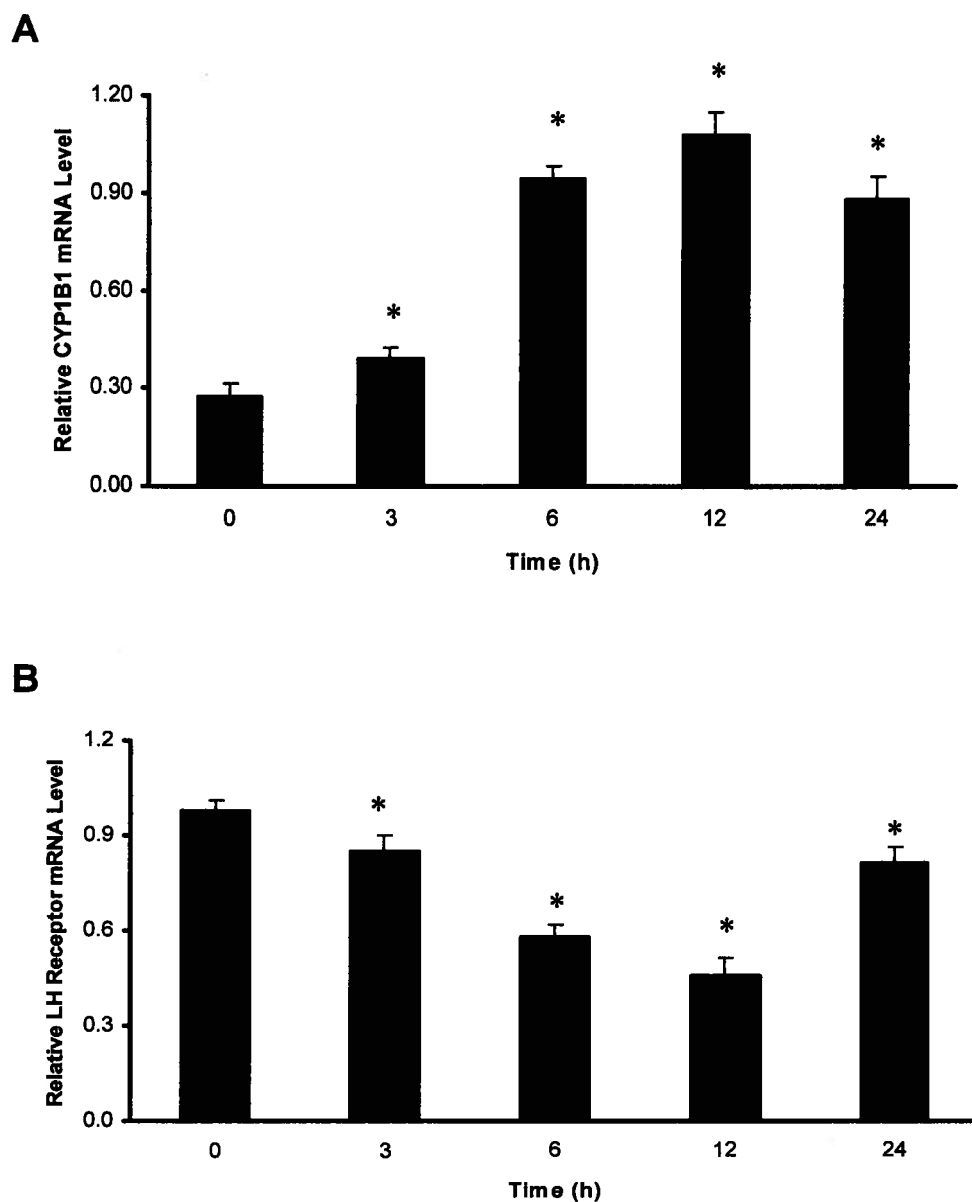 A
Relative CYP1B1 mRNA Level
1.20
0.90
0.60
0.30
0.00
* * * *
0 3 6 12 24
Time (h)
B
Relative LH Receptor mRNA Level
1.2
0.9
0.6
0.3
0.0
* * * *
0 3 6 12 24
Time (h)